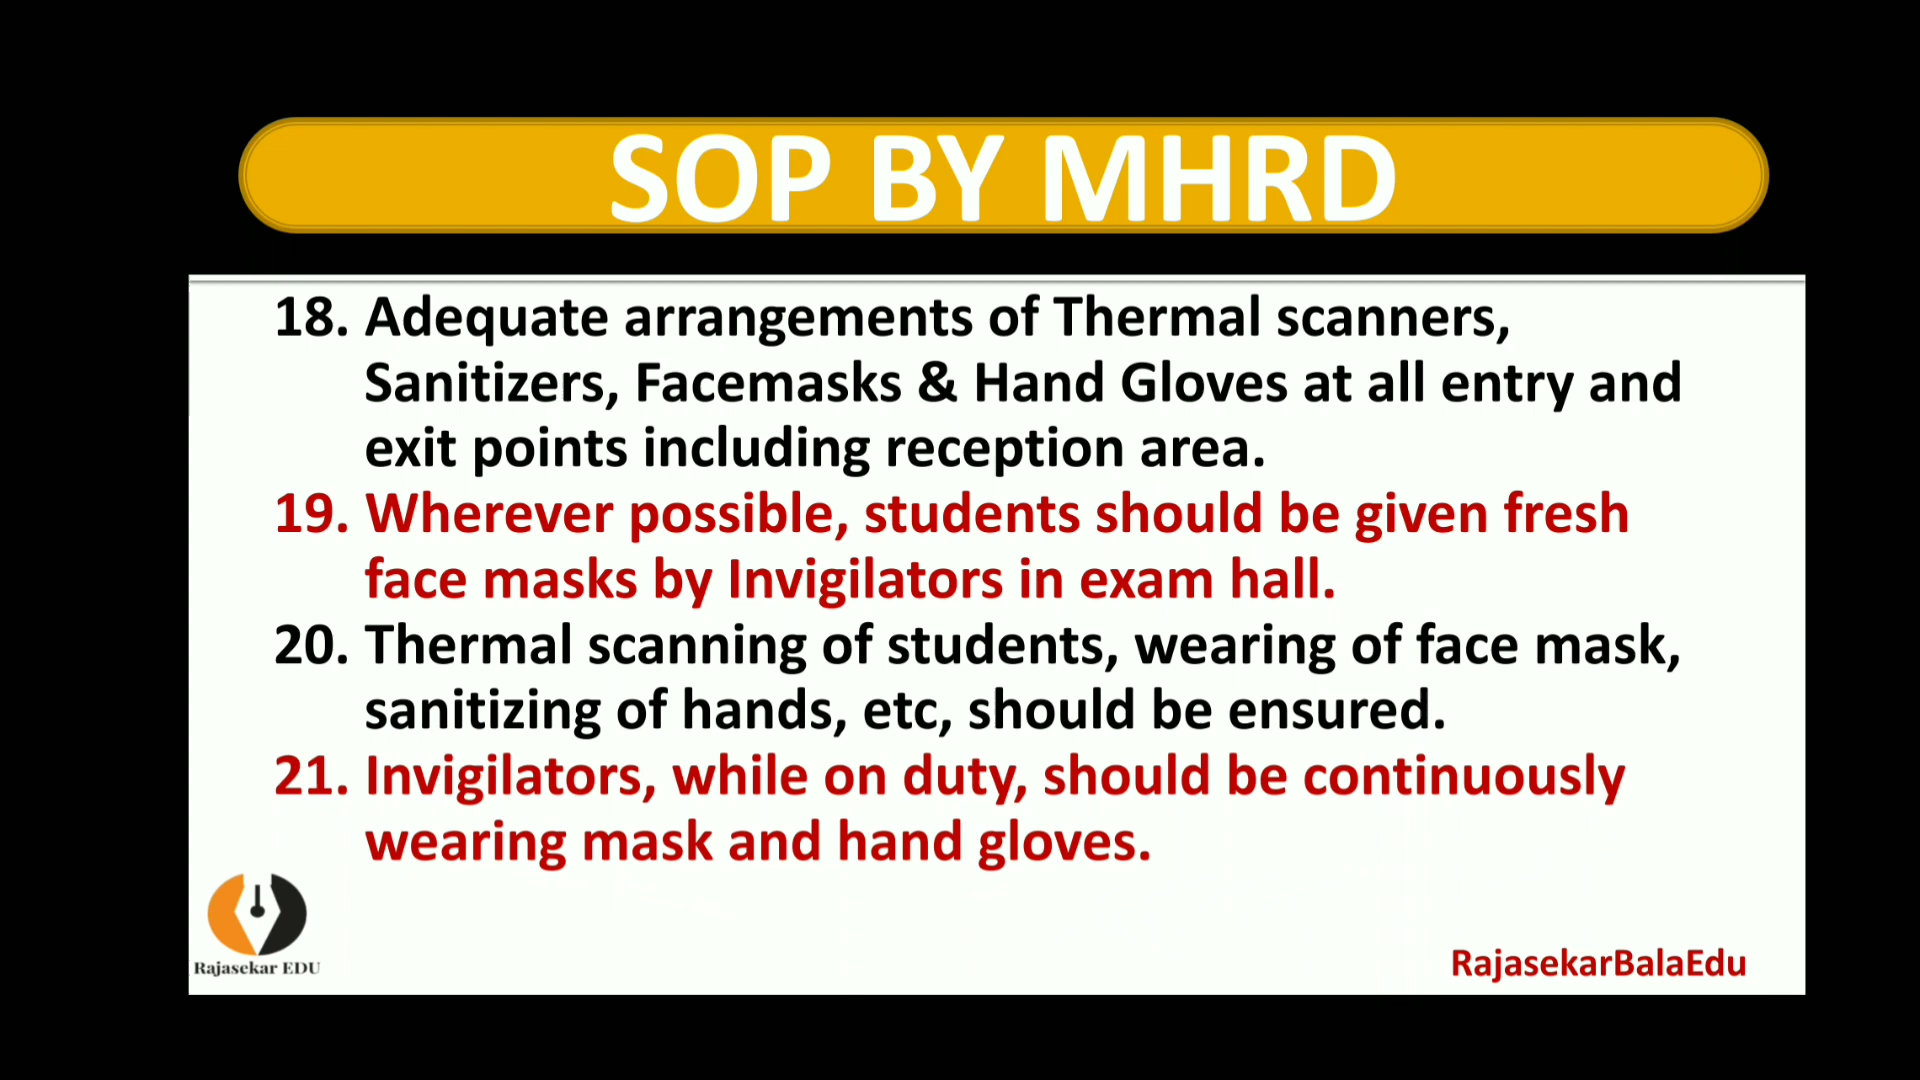 SOP BY MHRD
18. Adequate arrangements of Thermal scanners,
Sanitizers, Facemasks & Hand Gloves at all entry and
exit points including reception area.
19. Wherever possible, students should be given fresh
face masks by Invigilators in exam hall.
20. Thermal scanning of students, wearing of face mask,
sanitizing of hands, etc, should be ensured.
21. Invigilators, while on duty, should be continuously
wearing mask and hand gloves.
Rajasekar EDU
RajasekarBalaEdu